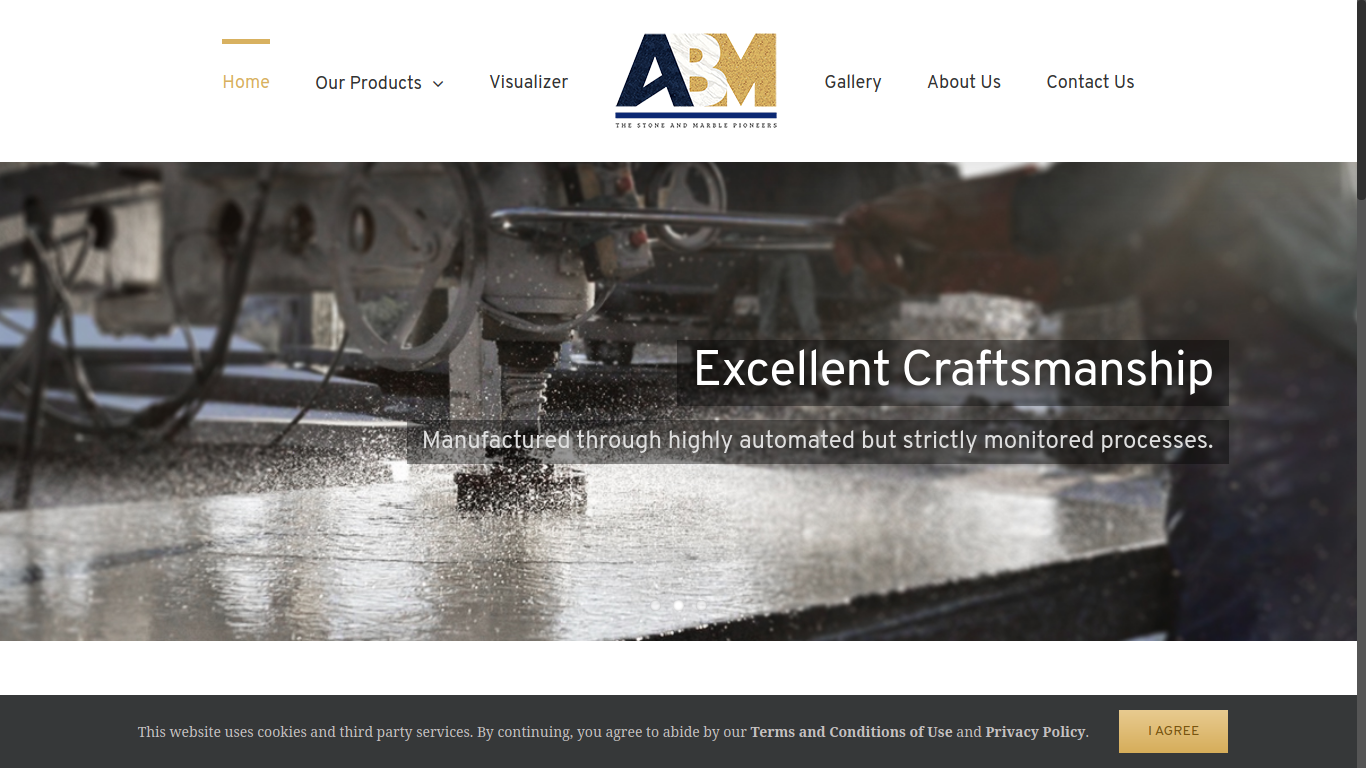 Home
Our Products
Visualizer
ABM
THE STONE AND MARBLE PIONEERS
Gallery
About Us
Contact Us
Excellent Craftsmanship
Manufactured through highly automated but strictly monitored processes.
This website uses cookies and third party services. By continuing, you agree to abide by our Terms and Conditions of Use and Privacy Policy.
I AGREE